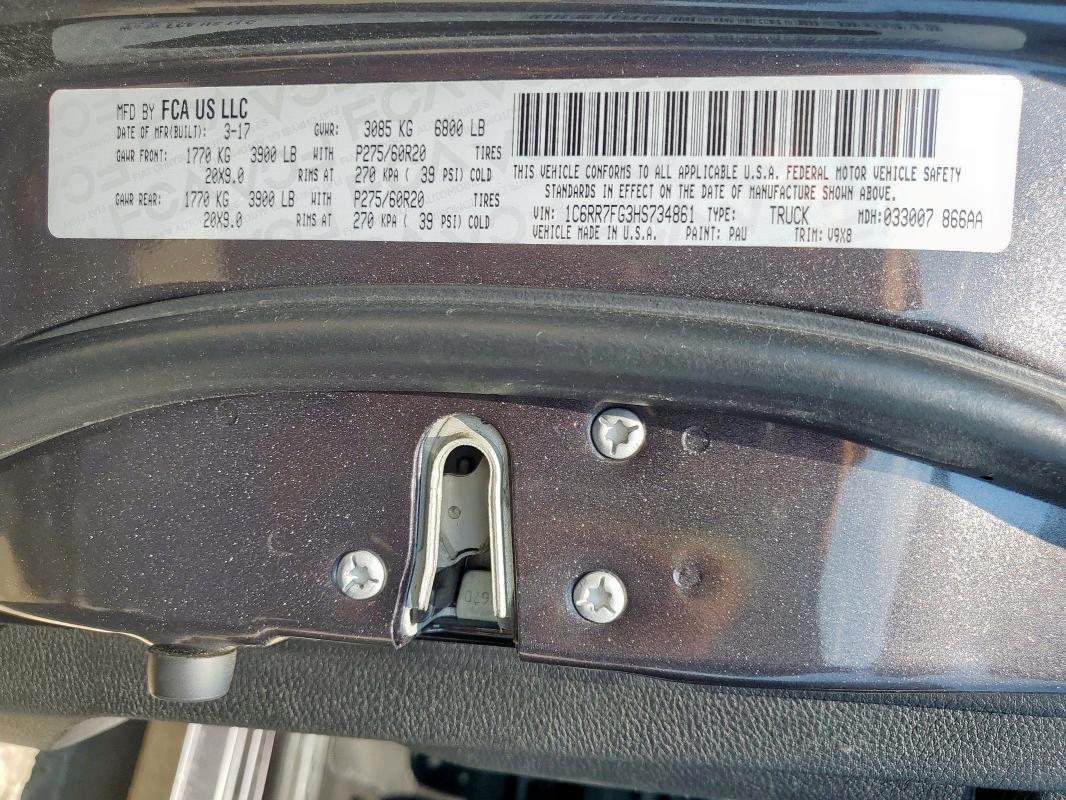 MFD BY FCA US LLC
DATE OF MFR(BUILT): 3-17 GVWR: 3085 KG 6800 LB
GAWR FRONT: 1770 KG 3900 LB WITH P275/60R20 TIRES
20X9.0 RIMS AT 270 KPA ( 39 PSI) COLD
GAWR REAR: 1770 KG 3900 LB WITH P275/60R20 TIRES
20X9.0 RIMS AT 270 KPA ( 39 PSI) COLD
THIS VEHICLE CONFORMS TO ALL APPLICABLE U.S.A. FEDERAL MOTOR VEHICLE SAFETY
STANDARDS IN EFFECT ON THE DATE OF MANUFACTURE SHOWN ABOVE.
VIN: 1C6RR7FG3HS734861 TYPE: TRUCK MDH: 033007 866AA
VEHICLE MADE IN U.S.A. PAINT: PAU TRIM: V9X8